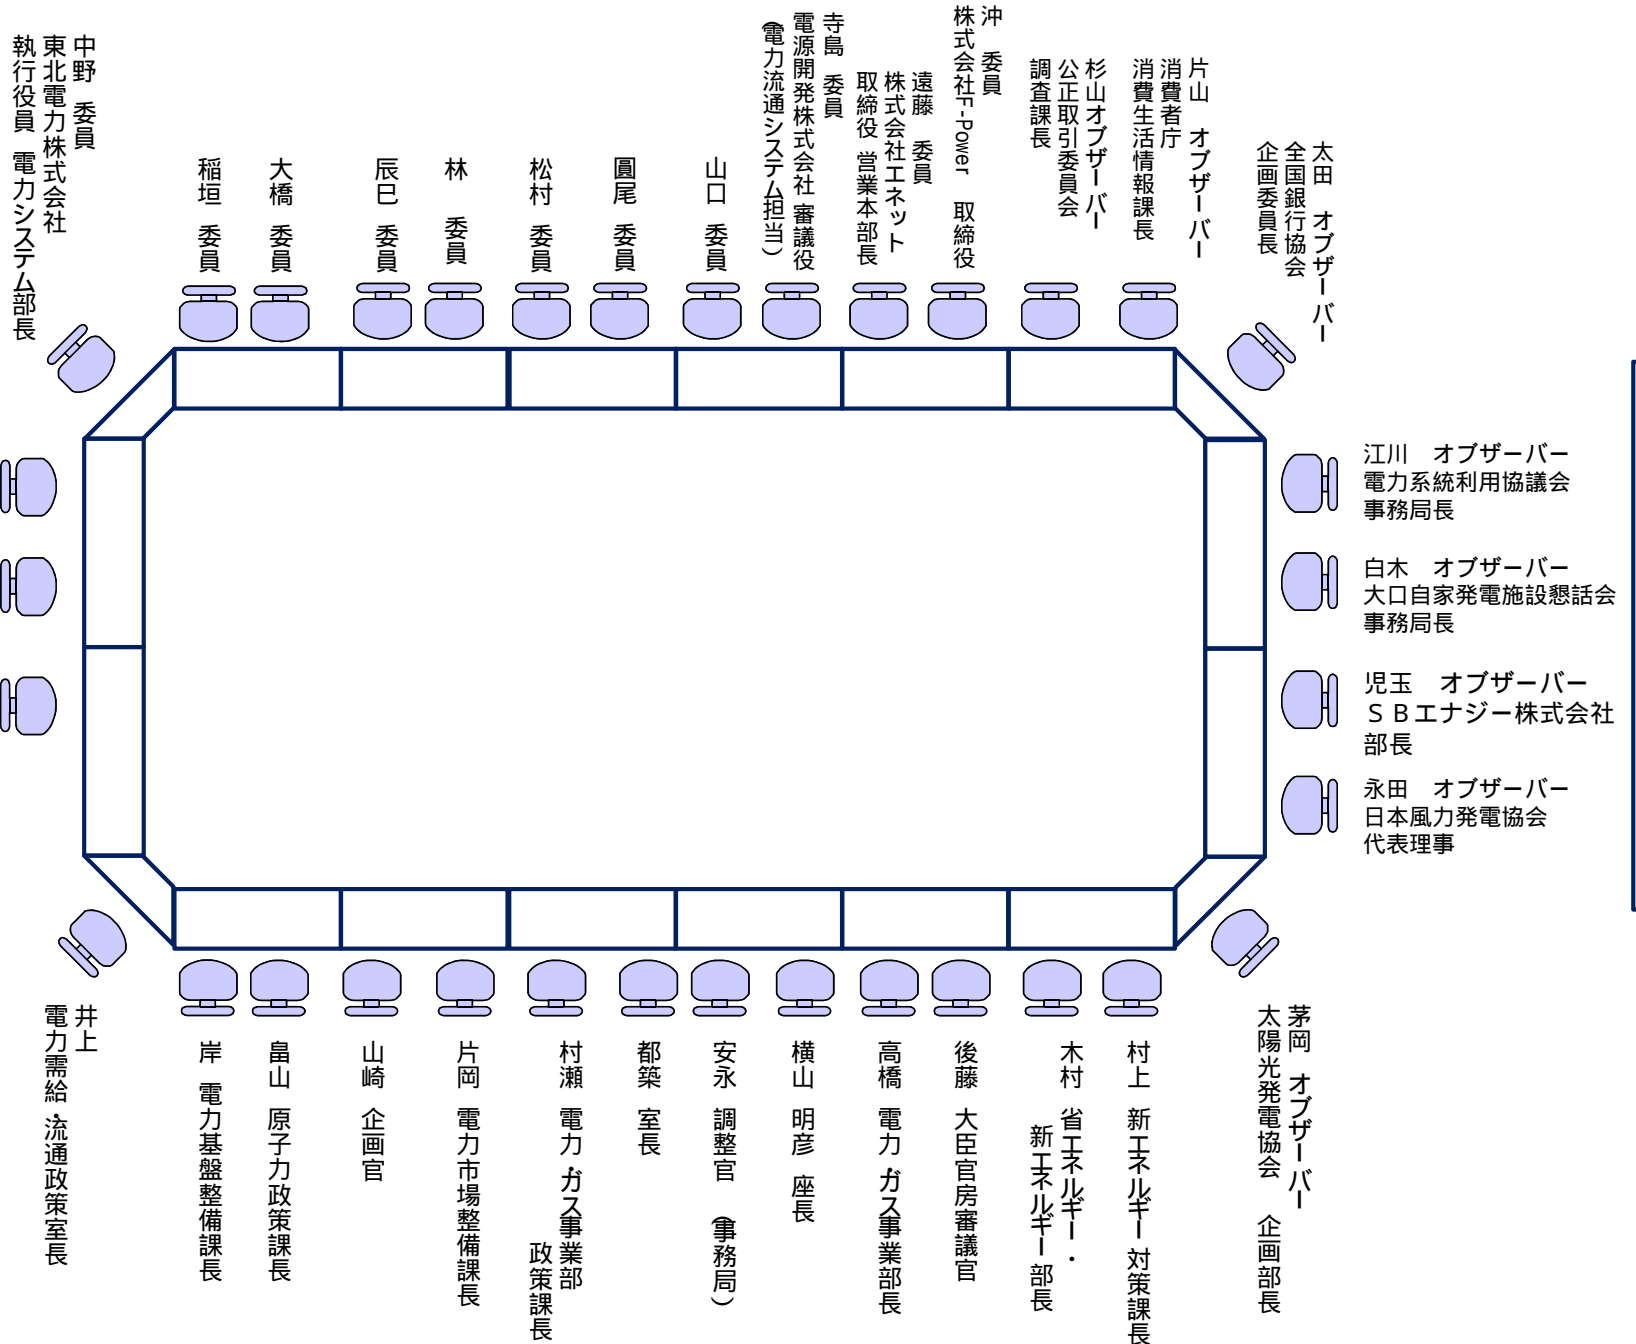 中野 委員
東北電力株式会社
執行役員 電力システム部長
稲垣 委員
大橋 委員
辰巳 委員
林 委員
松村 委員
圓尾 委員
山口 委員
寺島 委員
電源開発株式会社 審議役
（電力流通システム担当）
遠藤 委員
株式会社エネット
取締役 営業本部長
沖 委員
株式会社F-Power 取締役
杉山オブザーバー
公正取引委員会
調査課長
片山 オブザーバー
消費者庁
消費生活情報課長
太田 オブザーバー
全国銀行協会
企画委員長
江川 オブザーバー
電力系統利用協議会
事務局長
白木 オブザーバー
大口自家発電施設懇話会
事務局長
児玉 オブザーバー
ＳＢエナジー株式会社
部長
永田 オブザーバー
日本風力発電協会
代表理事
井上
電力需給・流通政策室長
岸 電力基盤整備課長
畠山 原子力政策課長
山崎 企画官
片岡 電力市場整備課長
村瀬 電力・ガス事業部
政策課長
都築 室長
安永 調整官 （事務局）
横山 明彦 座長
高橋 電力・ガス事業部長
後藤 大臣官房審議官
木村 省エネルギー・
新エネルギー部長
村上 新エネルギー対策課長
茅岡 オブザーバー
太陽光発電協会 企画部長